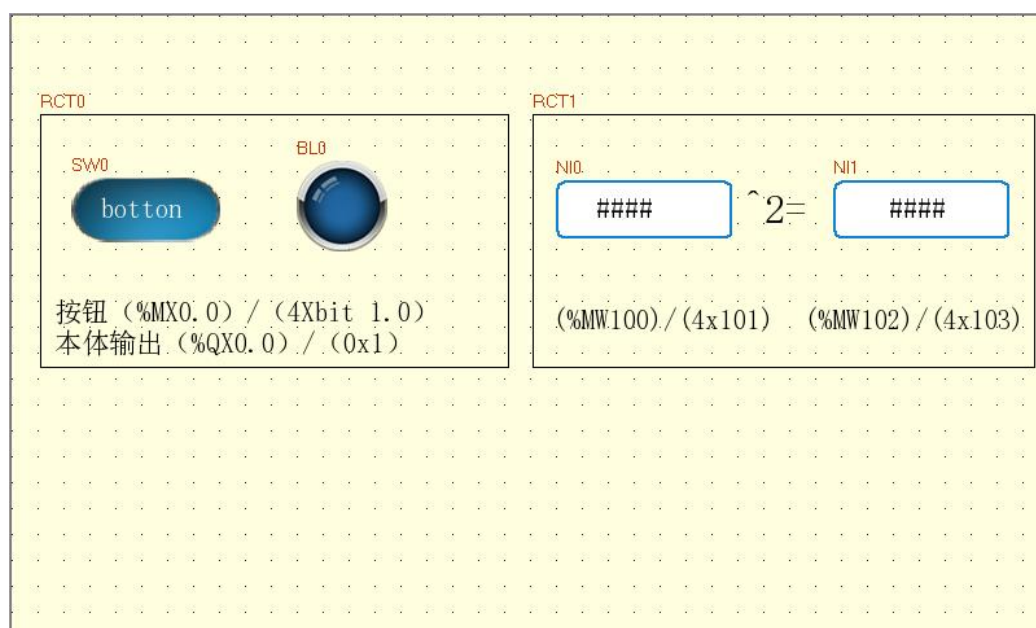 RCT0
SW0
BL0
botton
按钮（%MX0.0）/（4Xbit 1.0）
本体输出（%QX0.0）/（0x1）
RCT1
NI0
NI1
####
^2=
####
(%MW100)/(4x101)
(%MW102)/(4x103)